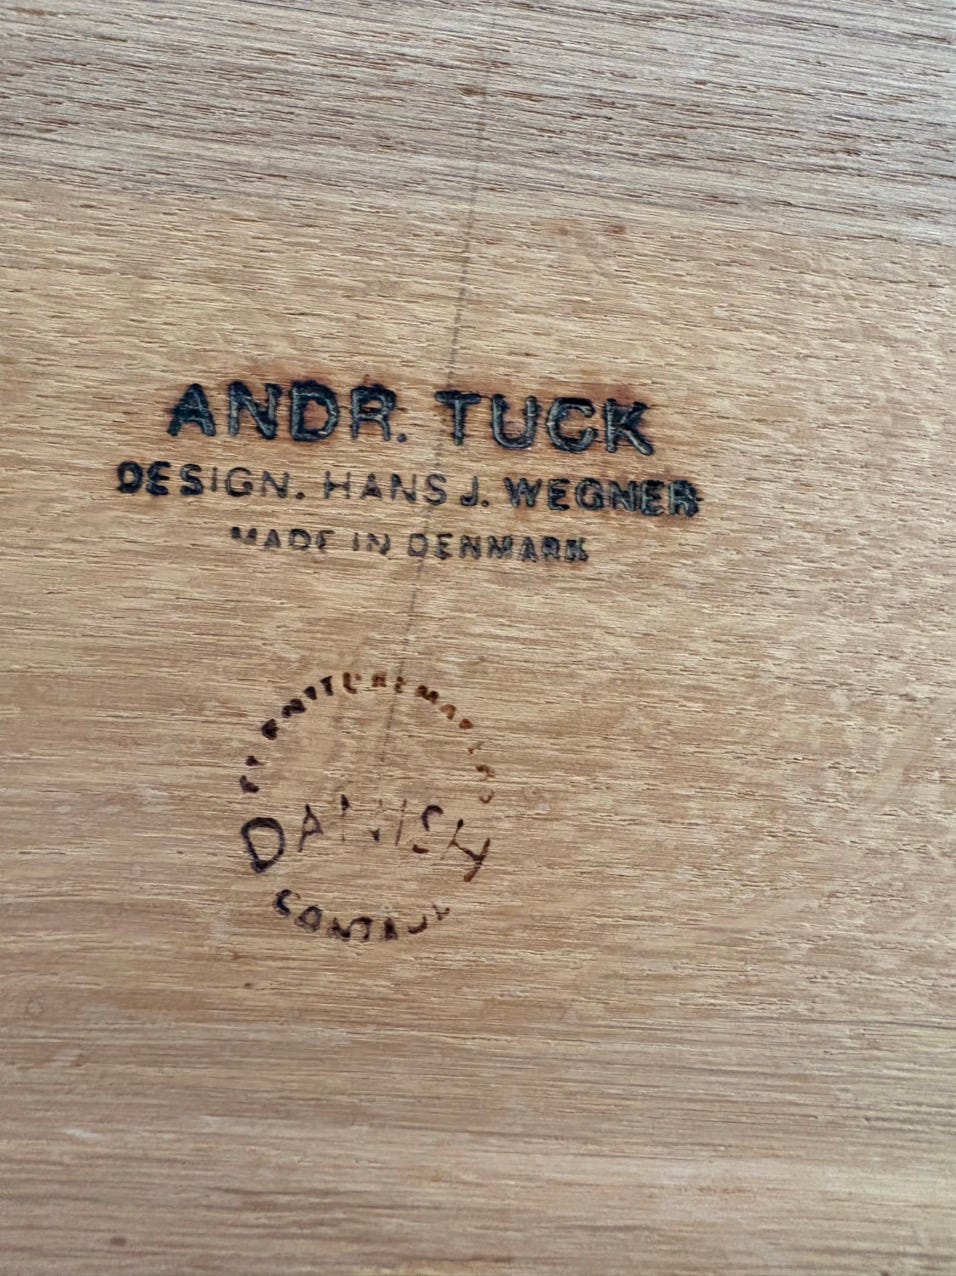 ANDR. TUCK
DESIGN. HANS J. WEGNER
MADE IN DENMARK
DANISH